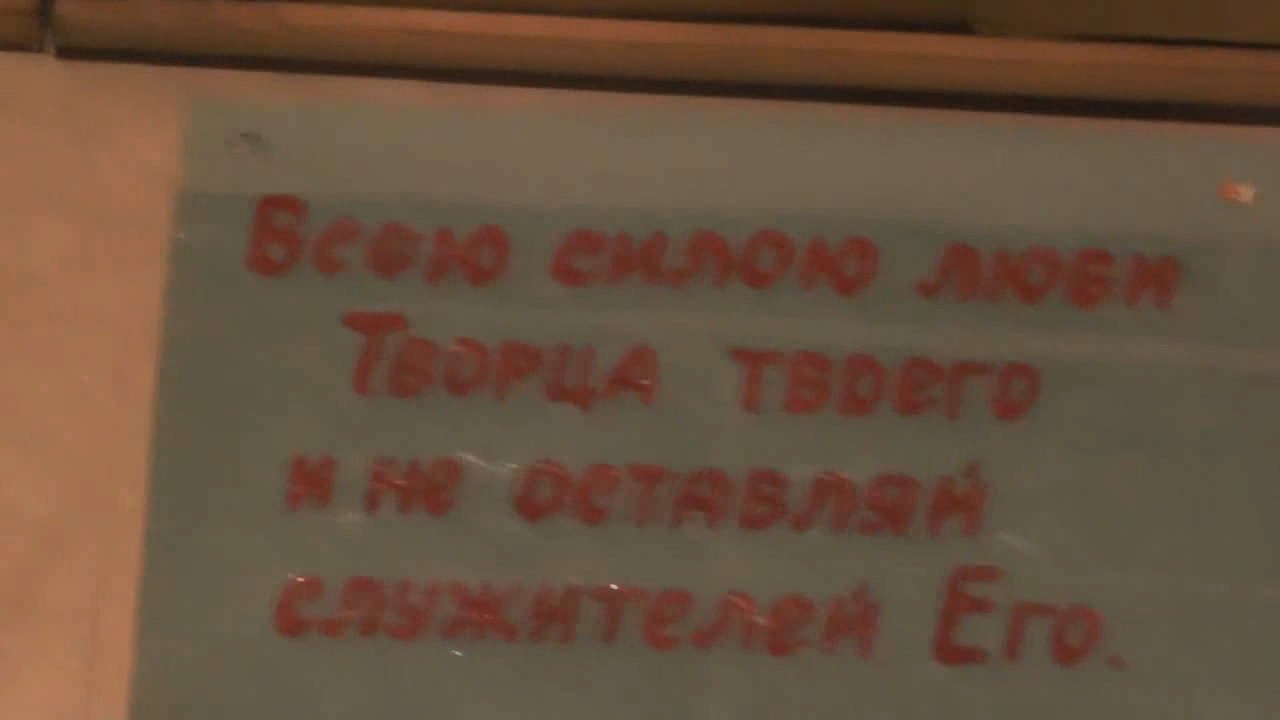 Всею силою люби
Творца твоего
и не оставляй
служителей Его.